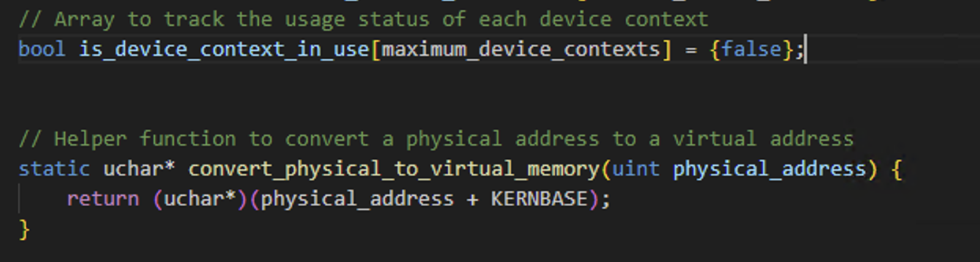 // Array to track the usage status of each device context
bool is_device_context_in_use[maximum_device_contexts] = {false};
// Helper function to convert a physical address to a virtual address
static uchar* convert_physical_to_virtual_memory(uint physical_address) {
return (uchar*)(physical_address + KERNBASE);
}